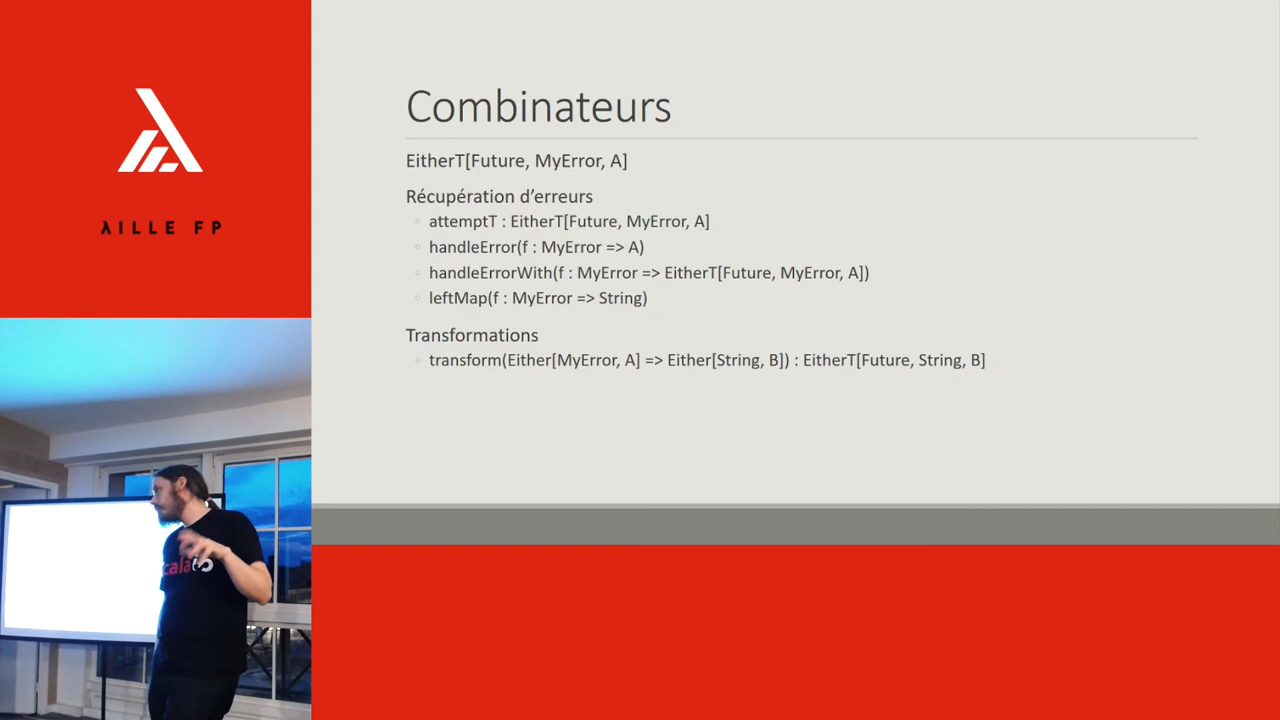 λILLE FP
Combinateurs
EitherT[Future, MyError, A]
Récupération d’erreurs
attemptT : EitherT[Future, MyError, A]
handleError(f : MyError => A)
handleErrorWith(f : MyError => EitherT[Future, MyError, A])
leftMap(f : MyError => String)
Transformations
transform(Either[MyError, A] => Either[String, B]) : EitherT[Future, String, B]